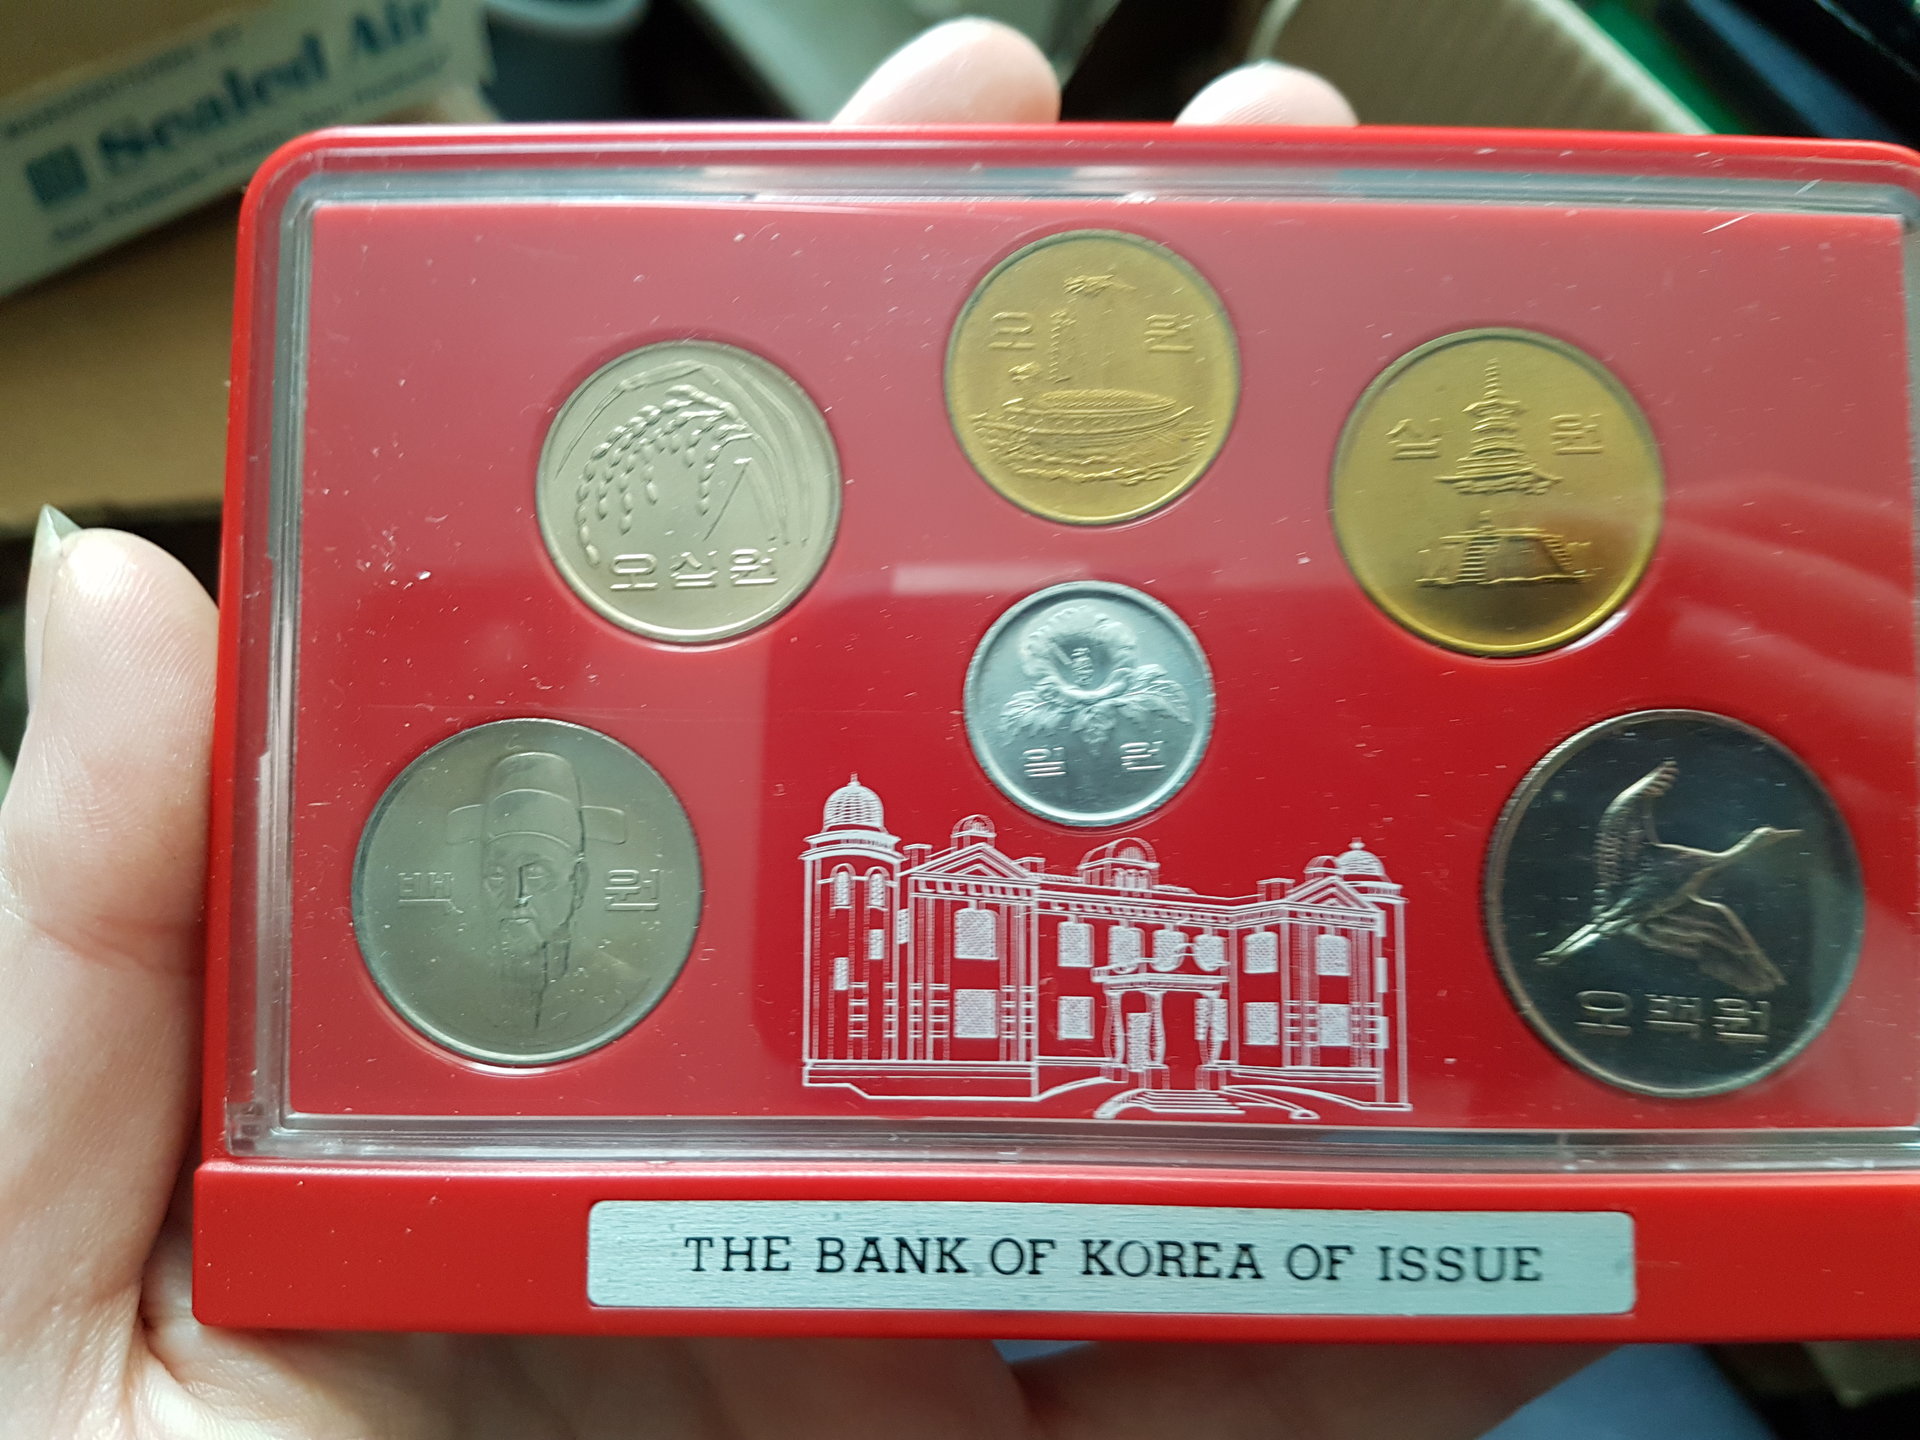 Sealed Air
오 원
십 원
오십원
일 원
백 원
오백원
THE BANK OF KOREA OF ISSUE